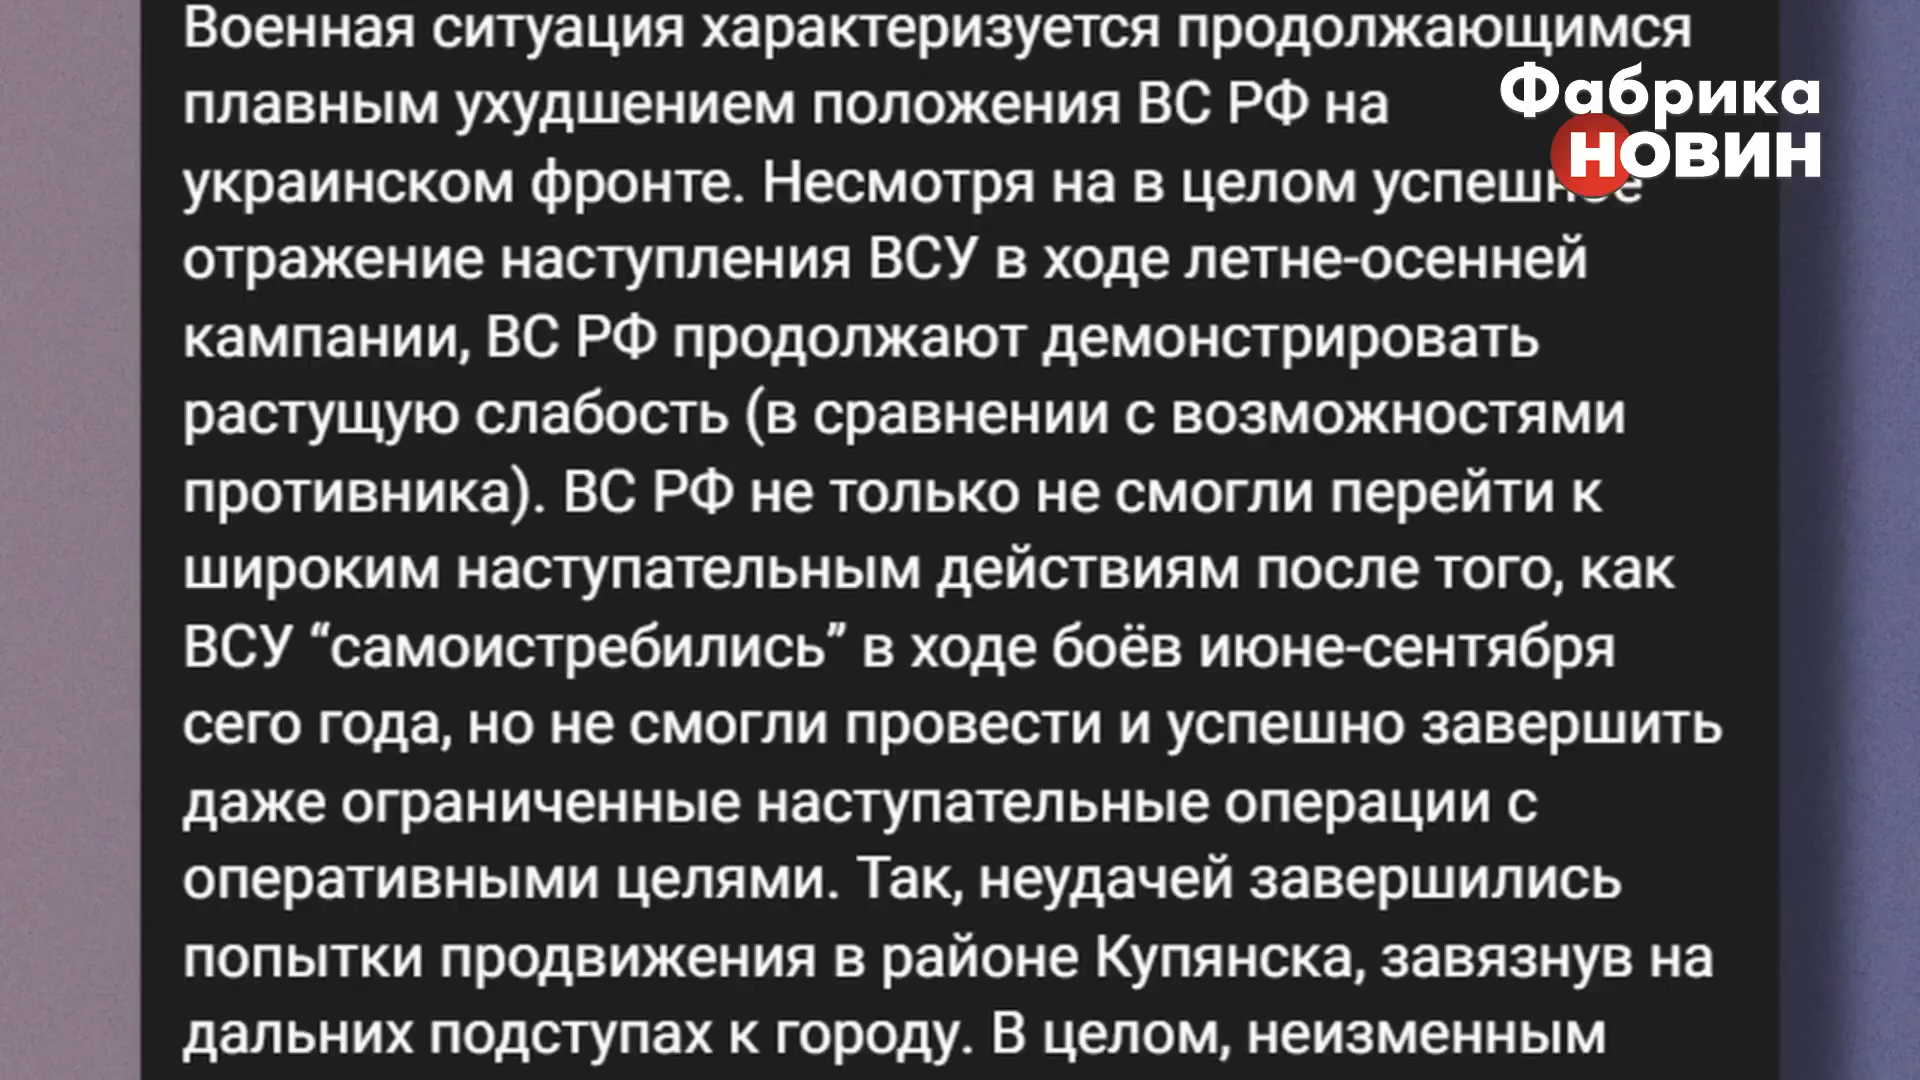 Военная ситуация характеризуется продолжающимся
плавным ухудшением положения ВС РФ на
украинском фронте. Несмотря на в целом
отражение наступления ВСУ в ходе летне-осенней
кампании, ВС РФ продолжают демонстрировать
растущую слабость (в сравнении с возможностями
противника). ВС РФ не только не смогли перейти к
широким наступательным действиям после того, как
ВСУ “самоистребились” в ходе боёв июне-сентября
сего года, но не смогли провести и успешно завершить
даже ограниченные наступательные операции с
оперативными целями. Так, неудачей завершились
попытки продвижения в районе Купянска, завязнув на
дальних подступах к городу. В целом, неизменным
Фабрика
новин